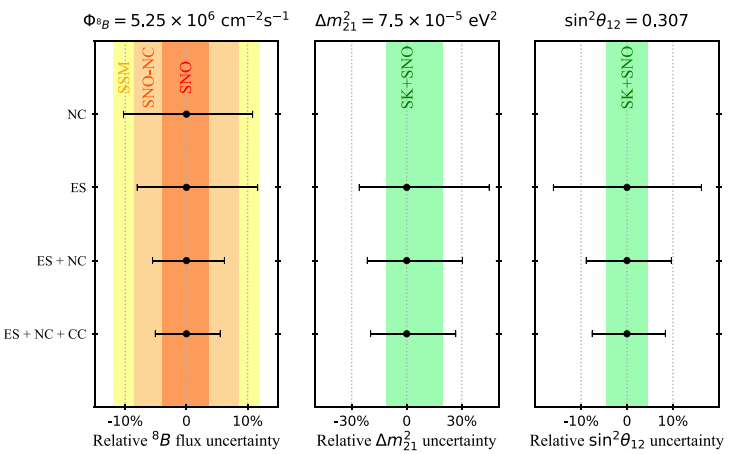 Φ⁸B = 5.25 × 10⁶ cm⁻²s⁻¹
Δm²₂₁ = 7.5 × 10⁻⁵ eV²
sin²θ₁₂ = 0.307
SSM
SNO-NC
SNO
SK+SNO
SK+SNO
NC
ES
ES + NC
ES + NC + CC
-10% 0 10%
-30% 0 30%
-10% 0 10%
Relative ⁸B flux uncertainty
Relative Δm²₂₁ uncertainty
Relative sin²θ₁₂ uncertainty